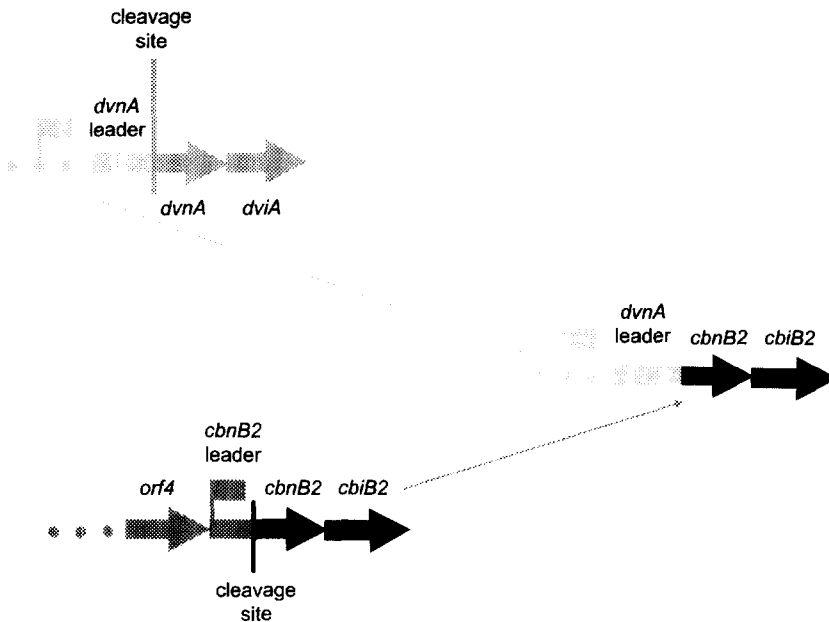 cleavage
site
dvnA
leader
dvnA dviA
dvnA
leader cbnB2 cbiB2
cbnB2
leader
orf4 cbnB2 cbiB2
cleavage
site